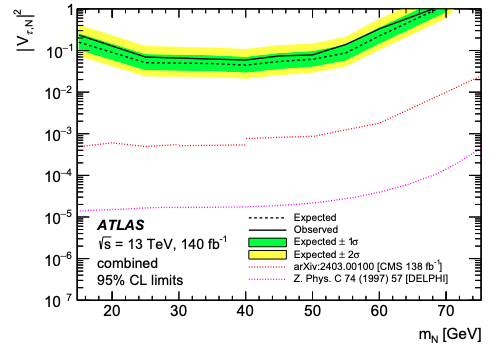 |V_{τ,N}|^2
1
10^{-1}
10^{-2}
10^{-3}
10^{-4}
10^{-5}
10^{-6}
10^{-7}
ATLAS
√s = 13 TeV, 140 fb^{-1}
combined
95% CL limits
Expected
Observed
Expected ± 1σ
Expected ± 2σ
arXiv:2403.00100 [CMS 138 fb^{-1}]
Z. Phys. C 74 (1997) 57 [DELPHI]
20 30 40 50 60 70
m_N [GeV]